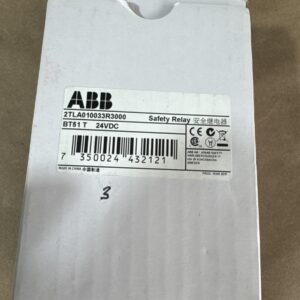 ABB
2TLA010033R3000
Safety Relay 安全继电器
BT51 T 24VDC
7 350024 432121
MADE IN CHINA 中国制造
3